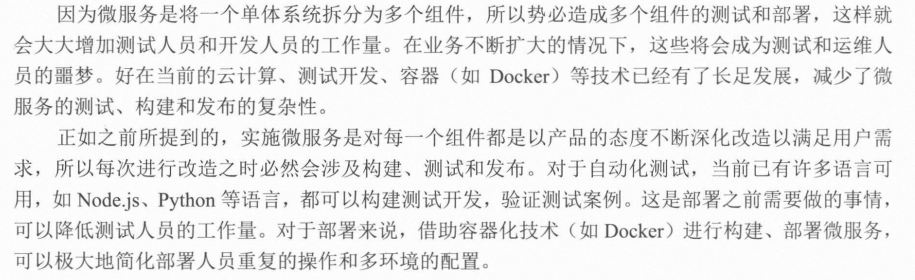 因为微服务是将一个单体系统拆分为多个组件，所以势必造成多个组件的测试和部署，这样就
会大大增加测试人员和开发人员的工作量。在业务不断扩大的情况下，这些将会成为测试和运维人
员的噩梦。好在当前的云计算、测试开发、容器（如 Docker）等技术已经有了长足发展，减少了微
服务的测试、构建和发布的复杂性。
正如之前所提到的，实施微服务是对每一个组件都是以产品的态度不断深化改造以满足用户需
求，所以每次进行改造之时必然会涉及构建、测试和发布。对于自动化测试，当前已有许多语言可
用，如 Node.js、Python 等语言，都可以构建测试开发，验证测试案例。这是部署之前需要做的事情，
可以降低测试人员的工作量。对于部署来说，借助容器化技术（如 Docker）进行构建、部署微服务，
可以极大地简化部署人员重复的操作和多环境的配置。